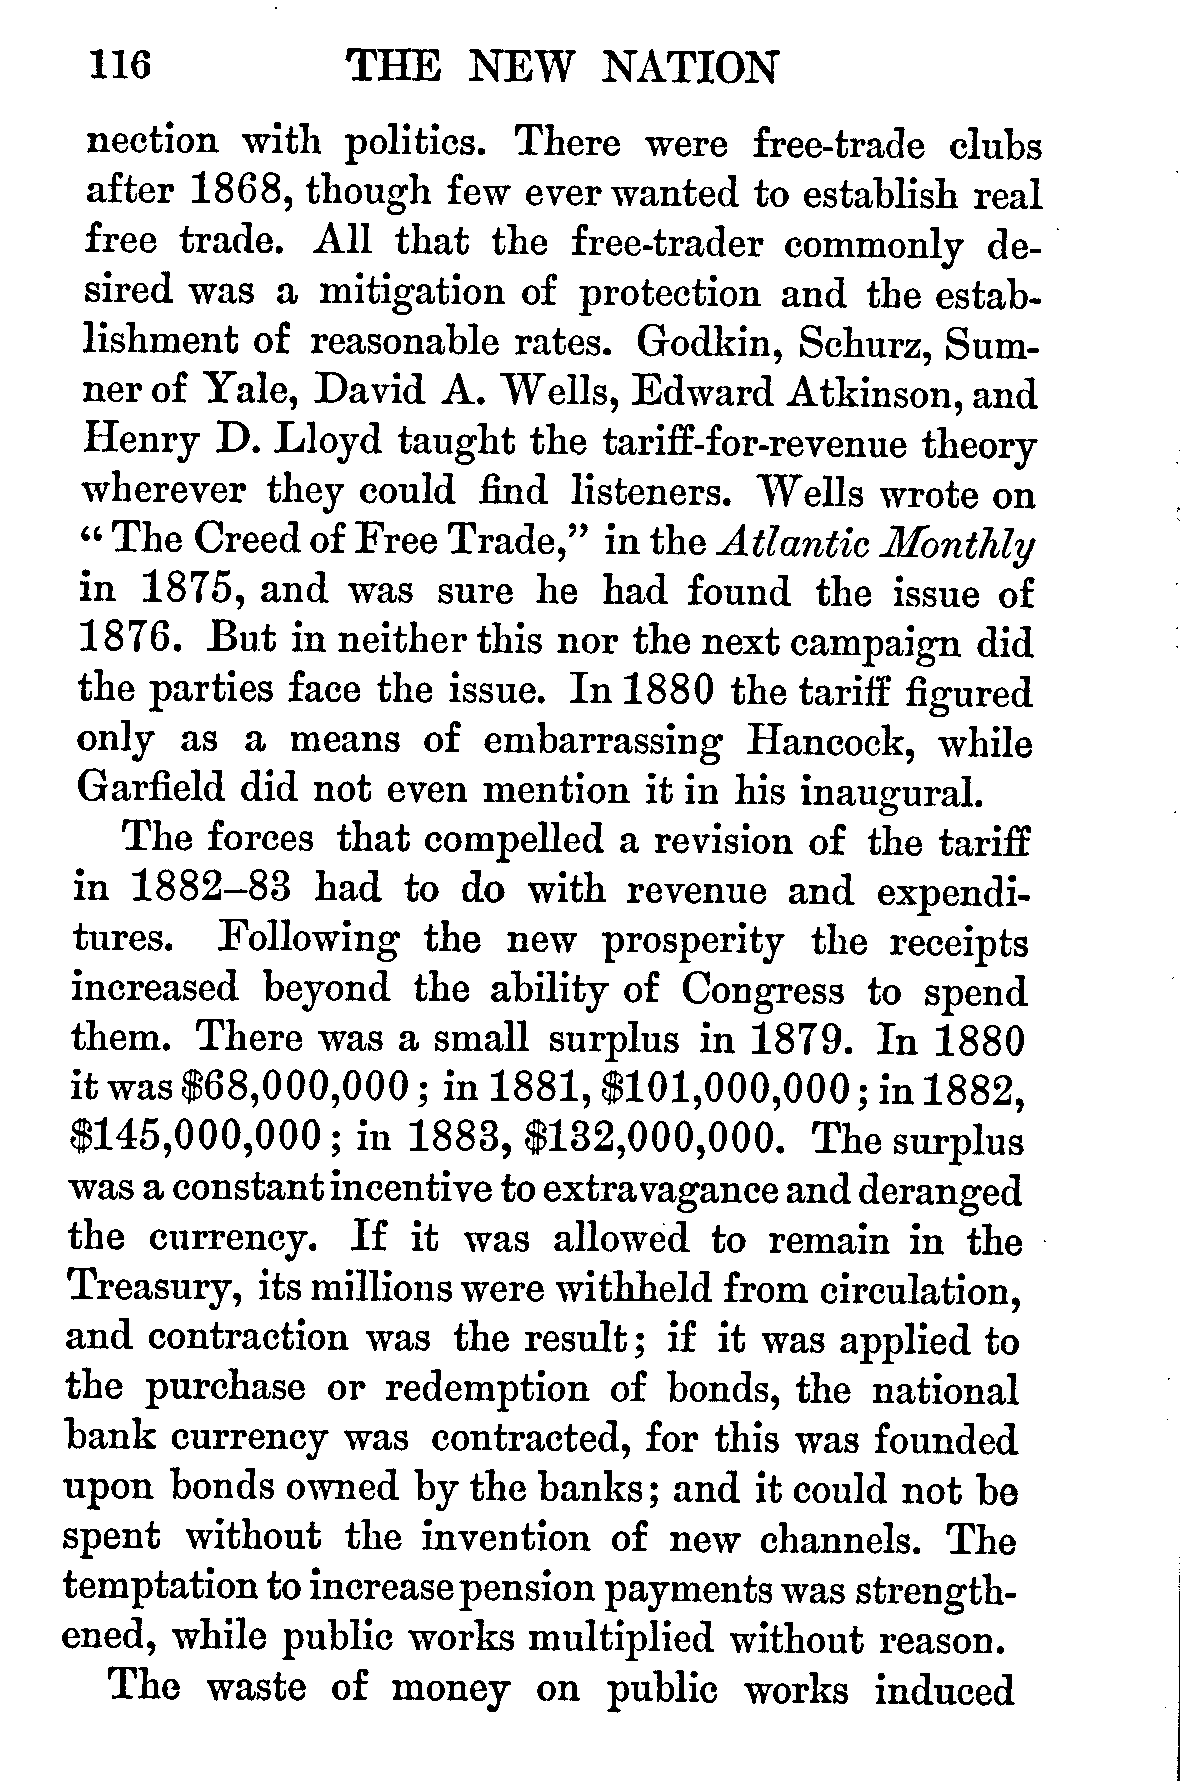 116 THE NEW NATION
nection with politics. There were free-trade clubs
after 1868, though few ever wanted to establish real
free trade. All that the free-trader commonly de-
sired was a mitigation of protection and the estab-
lishment of reasonable rates. Godkin, Schurz, Sum-
ner of Yale, David A. Wells, Edward Atkinson, and
Henry D. Lloyd taught the tariff-for-revenue theory
wherever they could find listeners. Wells wrote on
“The Creed of Free Trade,” in the Atlantic Monthly
in 1875, and was sure he had found the issue of
1876. But in neither this nor the next campaign did
the parties face the issue. In 1880 the tariff figured
only as a means of embarrassing Hancock, while
Garfield did not even mention it in his inaugural.
The forces that compelled a revision of the tariff
in 1882–83 had to do with revenue and expendi-
tures. Following the new prosperity the receipts
increased beyond the ability of Congress to spend
them. There was a small surplus in 1879. In 1880
it was $68,000,000; in 1881, $101,000,000; in 1882,
$145,000,000; in 1883, $132,000,000. The surplus
was a constant incentive to extravagance and deranged
the currency. If it was allowed to remain in the
Treasury, its millions were withheld from circulation,
and contraction was the result; if it was applied to
the purchase or redemption of bonds, the national
bank currency was contracted, for this was founded
upon bonds owned by the banks; and it could not be
spent without the invention of new channels. The
temptation to increase pension payments was strength-
ened, while public works multiplied without reason.
The waste of money on public works induced